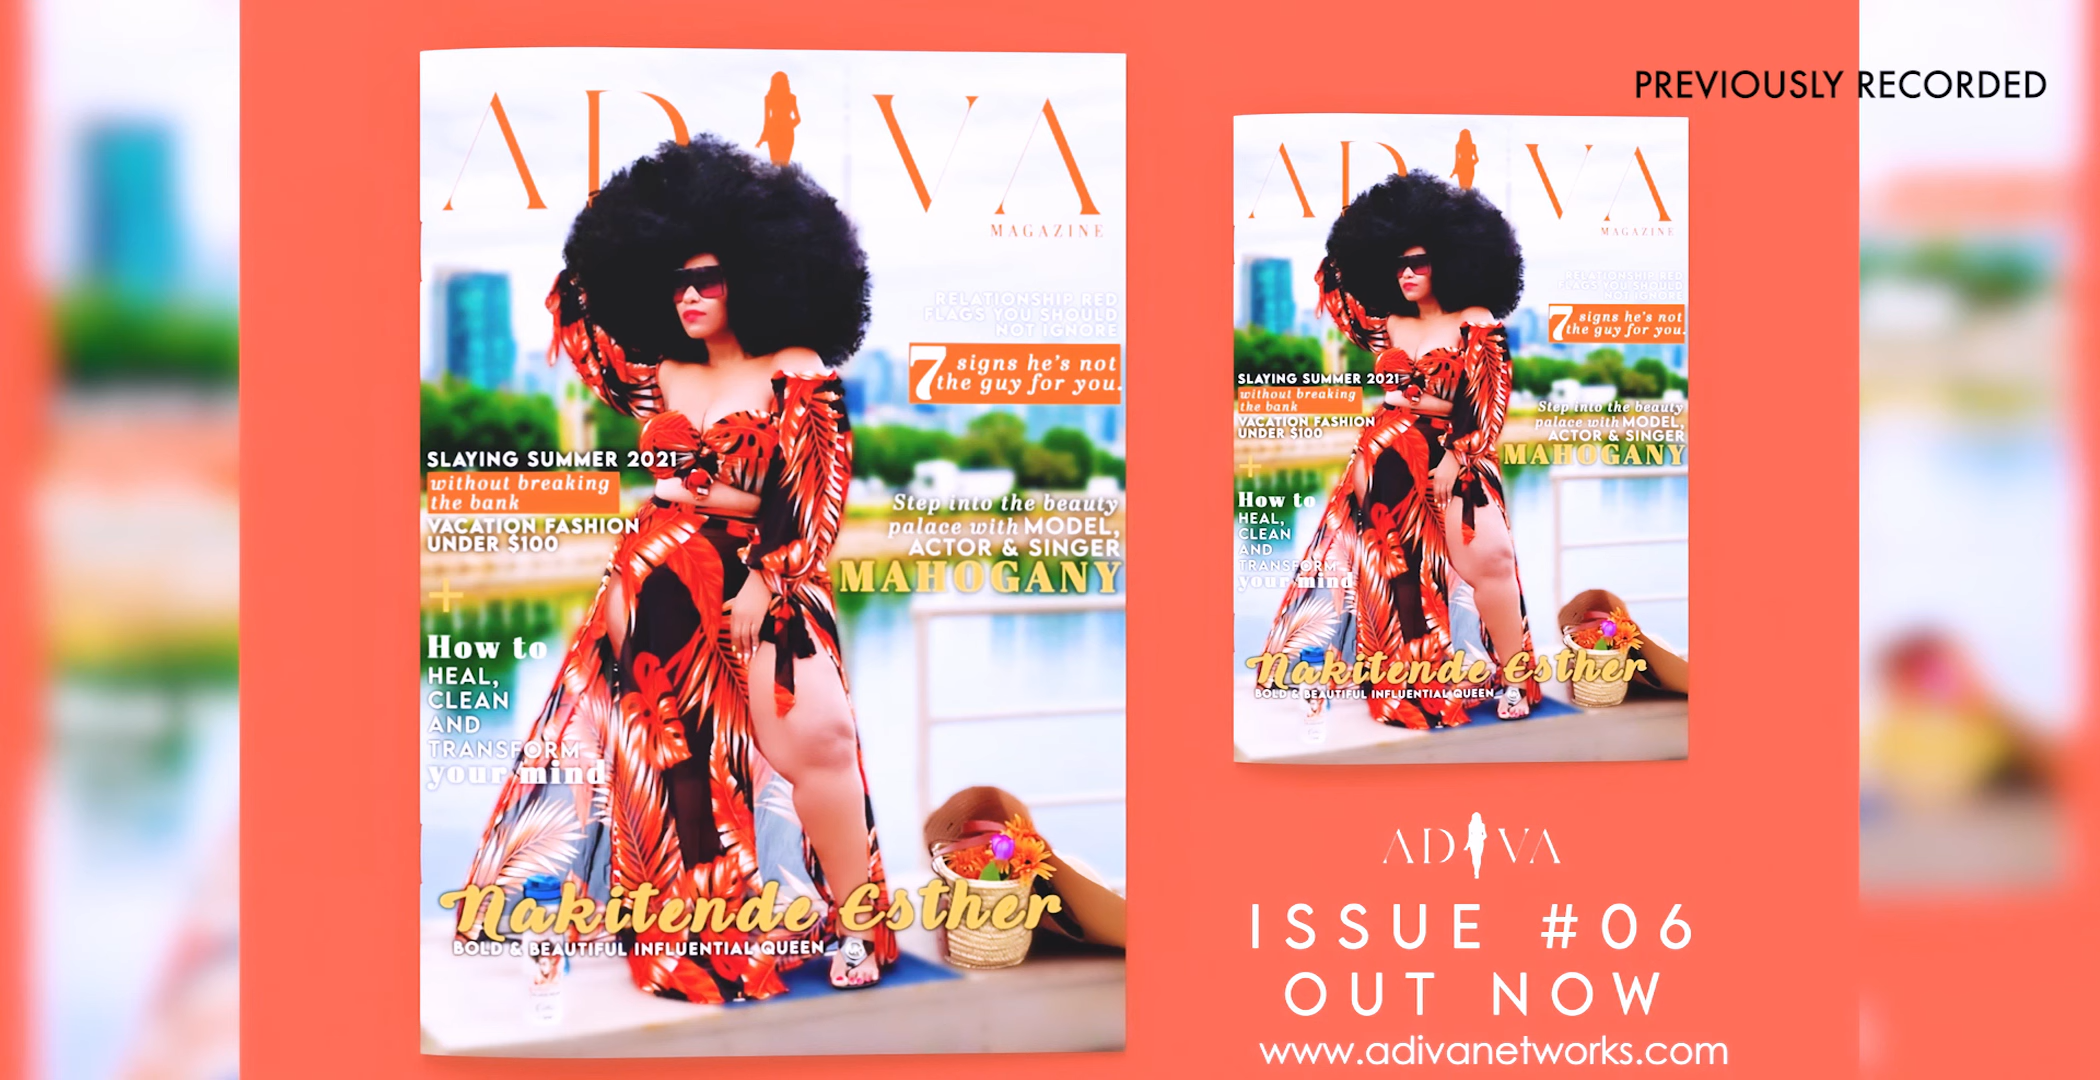 PREVIOUSLY RECORDED
ADIVA
MAGAZINE
RELATIONSHIP RED
FLAGS YOU SHOULD
NOT IGNORE
7 signs he's not
the guy for you.
SLAYING SUMMER 2021
without breaking
the bank
VACATION FASHION
UNDER $100
Step into the beauty
palace with MODEL,
ACTOR & SINGER
MAHOGANY
+
How to
HEAL,
CLEAN
AND
TRANSFORM
your mind
Nakitende Esther
BOLD & BEAUTIFUL INFLUENTIAL QUEEN
ADIVA
MAGAZINE
RELATIONSHIP RED
FLAGS YOU SHOULD
NOT IGNORE
7 signs he's not
the guy for you.
SLAYING SUMMER 2021
without breaking
the bank
VACATION FASHION
UNDER $100
Step into the beauty
palace with MODEL,
ACTOR & SINGER
MAHOGANY
+
How to
HEAL,
CLEAN
AND
TRANSFORM
your mind
Nakitende Esther
BOLD & BEAUTIFUL INFLUENTIAL QUEEN
ADIVA
ISSUE #06
OUT NOW
www.adivanetworks.com